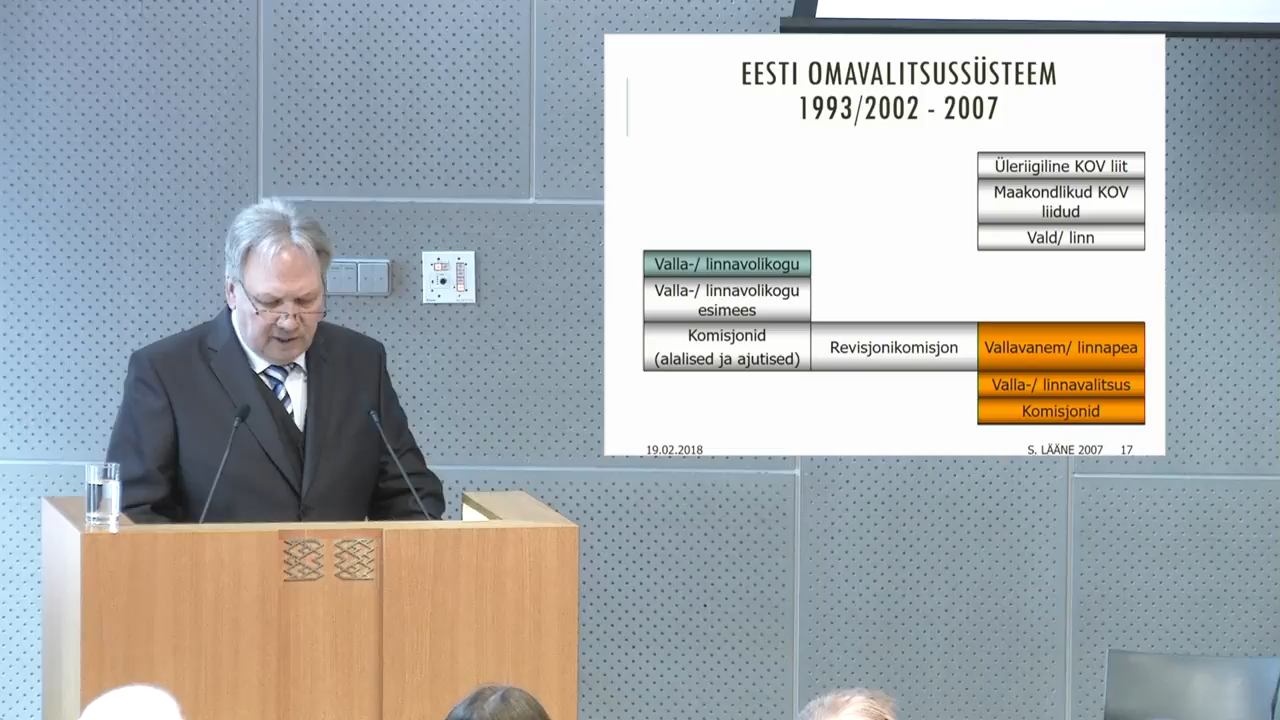 EESTI OMAVALITSUSSÜSTEEM
1993/2002 - 2007
Üleriigiline KOV liit
Maakondlikud KOV
liidud
Vald/ linn
Valla-/ linnavolikogu
Valla-/ linnavolikogu
esimees
Komisjonid
(alalised ja ajutised)
Revisjonikomisjon
Vallavanem/ linnapea
Valla-/ linnavalitsus
Komisjonid
19.02.2018
S. LÄÄNE 2007
17